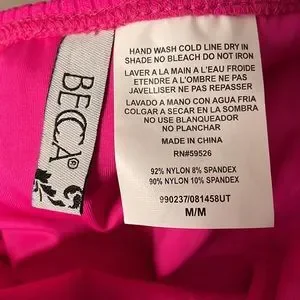 BECCA®
HAND WASH COLD LINE DRY IN
SHADE NO BLEACH DO NOT IRON
LAVER A LA MAIN A L'EAU FROIDE
ETENDRE A L'OMBRE NE PAS
JAVELLISER NE PAS REPASSER
LAVADO A MANO CON AGUA FRIA
COLGAR A SECAR EN LA SOMBRA
NO USAR BLANQUEADOR
NO PLANCHAR
MADE IN CHINA
RN#59526
92% NYLON 8% SPANDEX
90% NYLON 10% SPANDEX
990237/081458UT
M/M